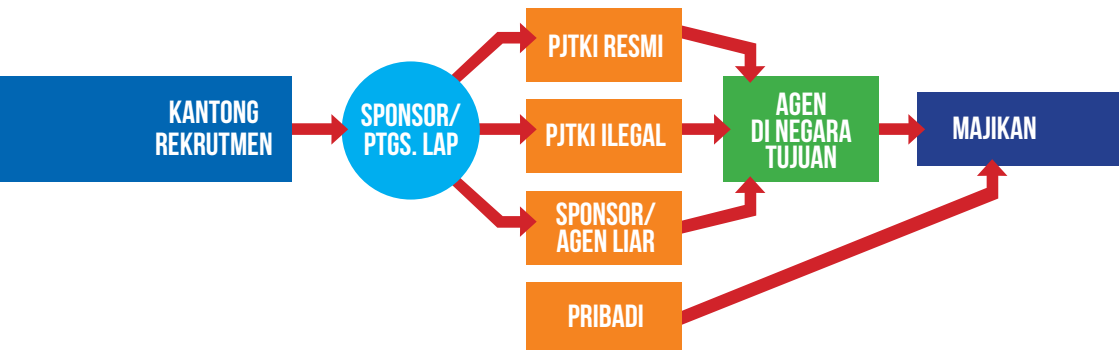 KANTONG
REKRUTMEN
SPONSOR/
PTGS. LAP
PJTKI RESMI
PJTKI ILEGAL
SPONSOR/
AGEN LIAR
PRIBADI
AGEN
DI NEGARA
TUJUAN
MAJIKAN